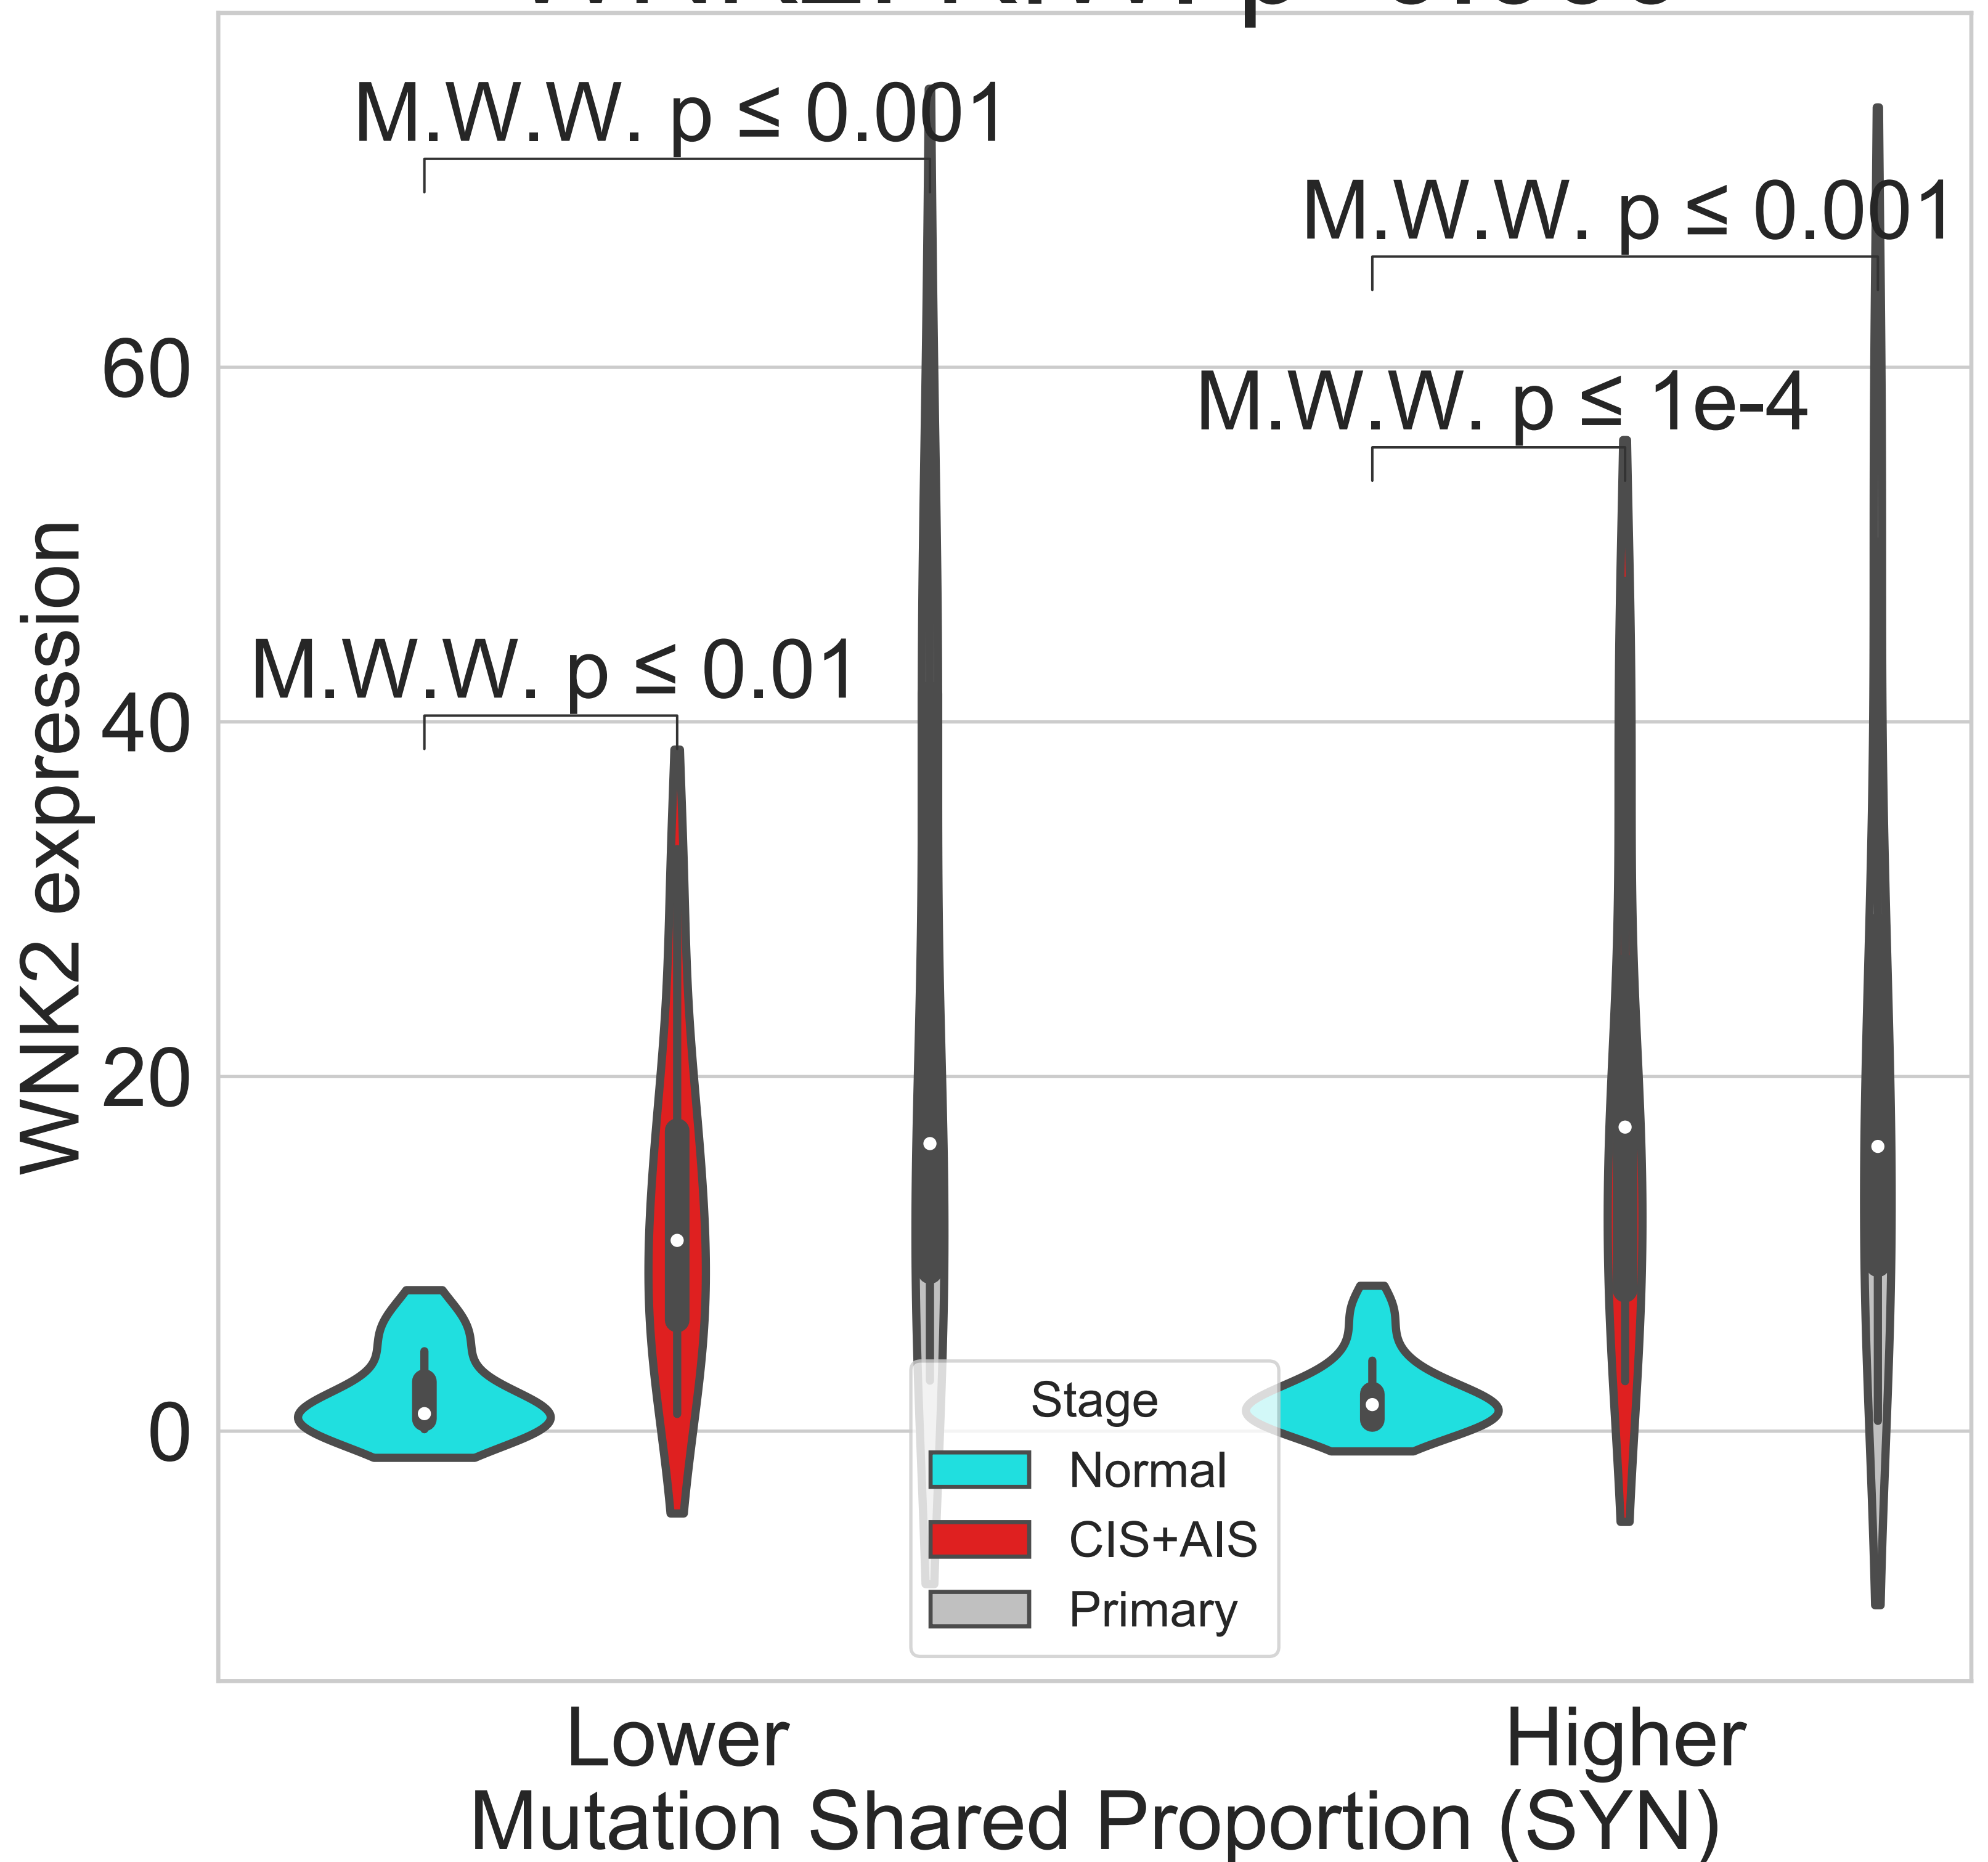 M.W.W. p ≤ 0.001
M.W.W. p ≤ 0.001
60
M.W.W. p ≤ 1e-4
M.W.W. p ≤ 0.01
40
20
0
WNK2 expression
Stage
Normal
CIS+AIS
Primary
Lower
Higher
Mutation Shared Proportion (SYN)